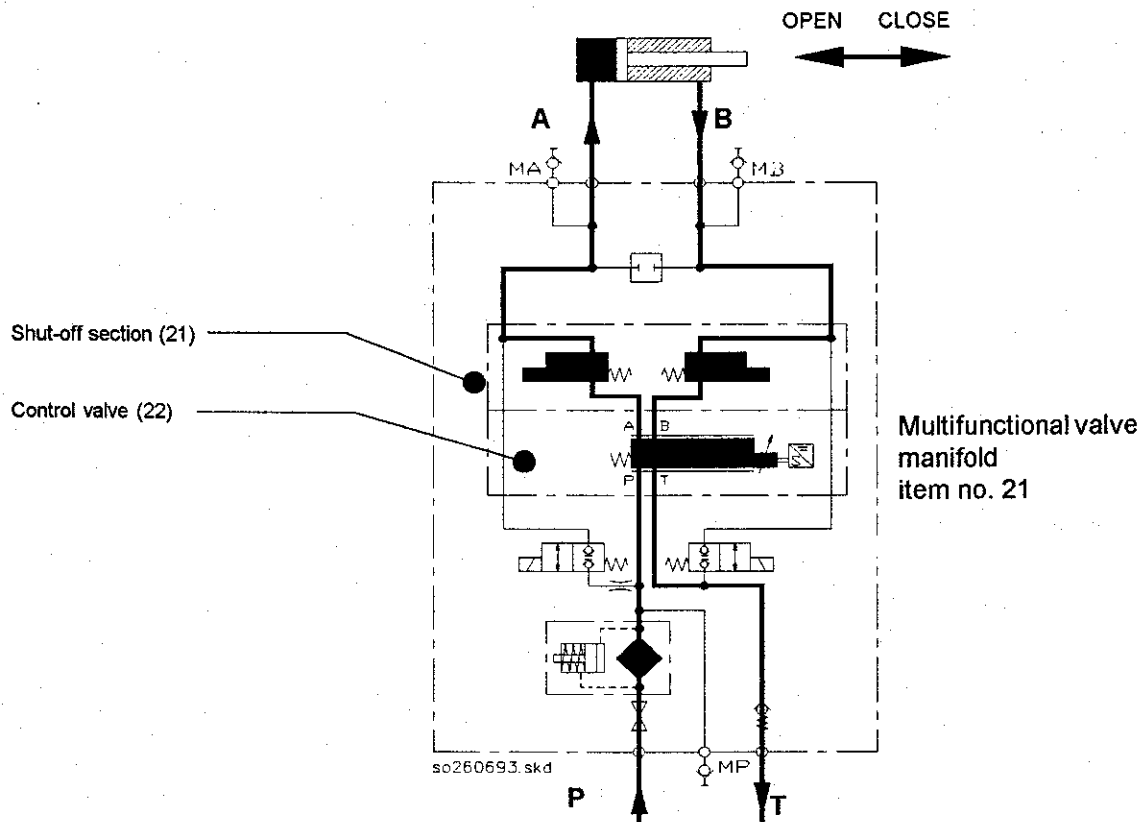 OPEN CLOSE
A
B
MA
MB
Shut-off section (21)
Control valve (22)
A B
P T
Multifunctional valve
manifold
item no. 21
so260693.skd
MP
P
T